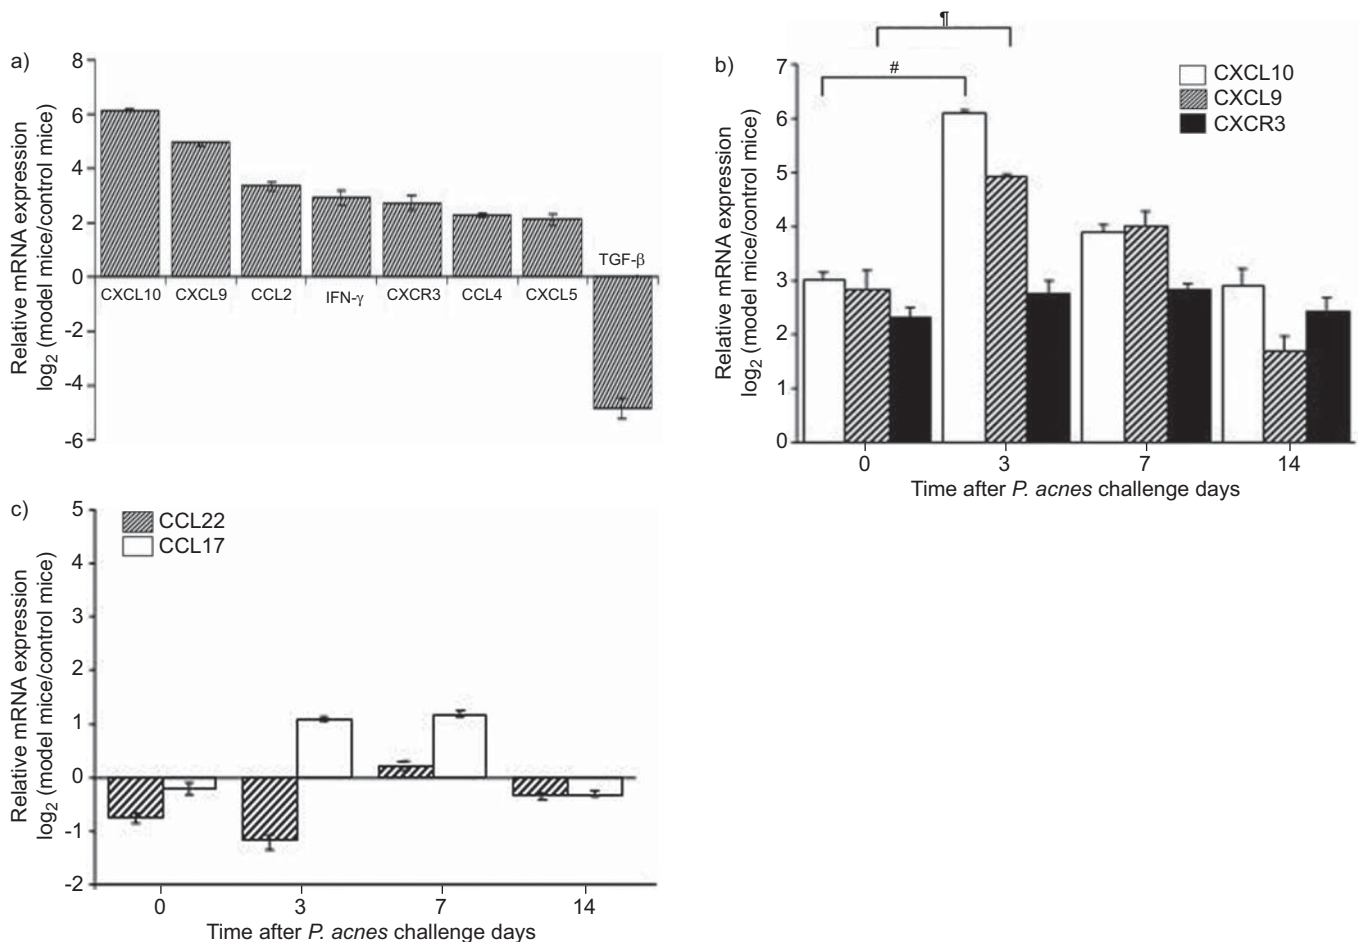 a)
Relative mRNA expression
log₂ (model mice/control mice)
8
6
4
2
0
-2
-4
-6
CXCL10 CXCL9 CCL2 IFN-γ CXCR3 CCL4 CXCL5 TGF-β
b)
Relative mRNA expression
log₂ (model mice/control mice)
¶
#
CXCL10
CXCL9
CXCR3
7
6
5
4
3
2
1
0
0 3 7 14
Time after P. acnes challenge days
c)
Relative mRNA expression
log₂ (model mice/control mice)
CCL22
CCL17
5
4
3
2
1
0
-1
-2
0 3 7 14
Time after P. acnes challenge days